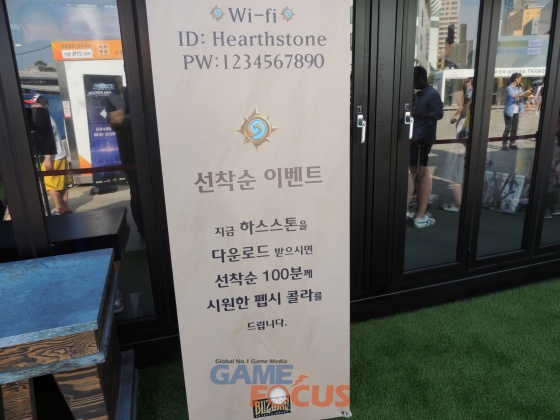 Wi-fi
ID: Hearthstone
PW:1234567890
선착순 이벤트
지금 하스스톤을
다운로드 받으시면
선착순 100분께
시원한 펩시 콜라를
드립니다.
Global No.1 Game Media
GAME FOCUS